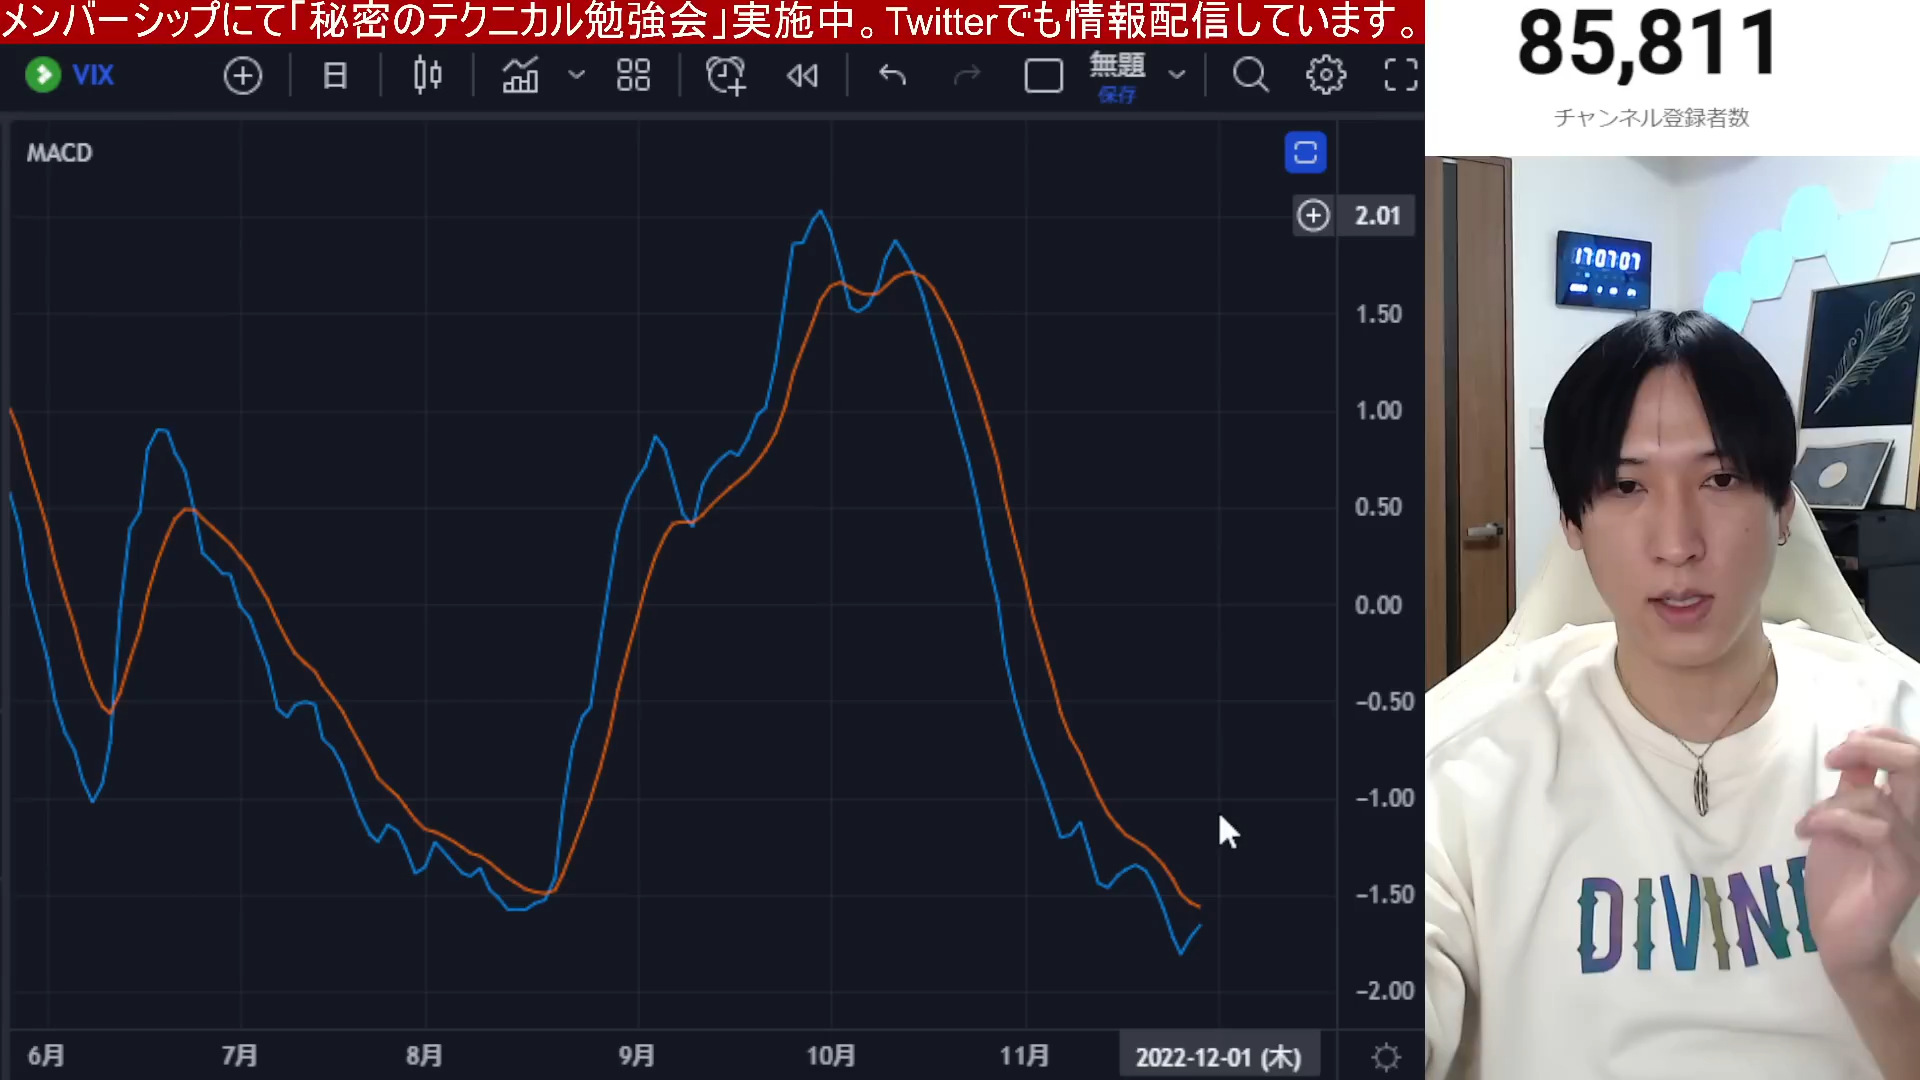 メンバーシップにて「秘密のテクニカル勉強会」実施中。Twitterでも情報配信しています。
85,811
チャンネル登録者数
VIX
日
無題
保存
MACD
2.01
1.50
1.00
0.50
0.00
−0.50
−1.00
−1.50
−2.00
6月
7月
8月
9月
10月
11月
2022-12-01 (木)
17:07:07
DIVINE